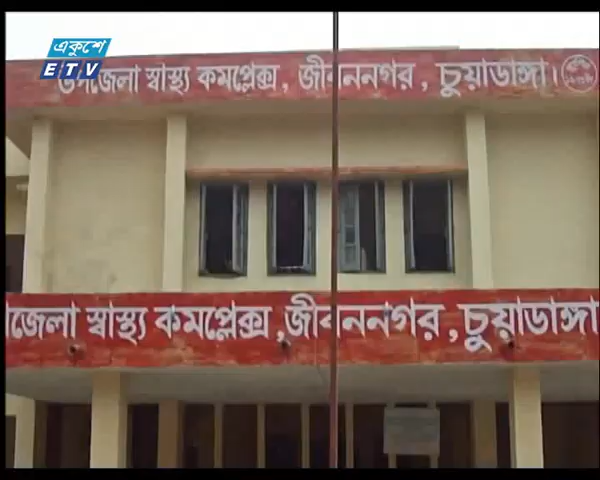 একুশে
ETV
উপজেলা স্বাস্থ্য কমপ্লেক্স, জীবননগর, চুয়াডাঙ্গা।
জেলা স্বাস্থ্য কমপ্লেক্স, জীবননগর, চুয়াডাঙ্গা